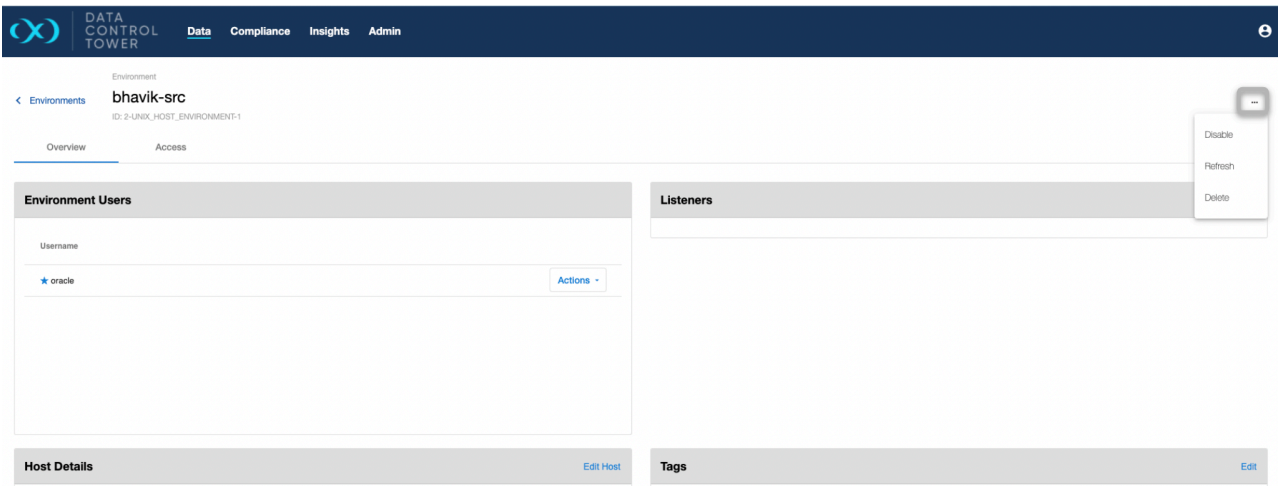 DATA
CONTROL
TOWER
Data Compliance Insights Admin
Environment
Environments
bhavik-src
ID: 2-UNIX_HOST_ENVIRONMENT-1
...
Disable
Refresh
Delete
Overview Access
Environment Users
Username
oracle
Actions
Listeners
Host Details Edit Host
Tags Edit